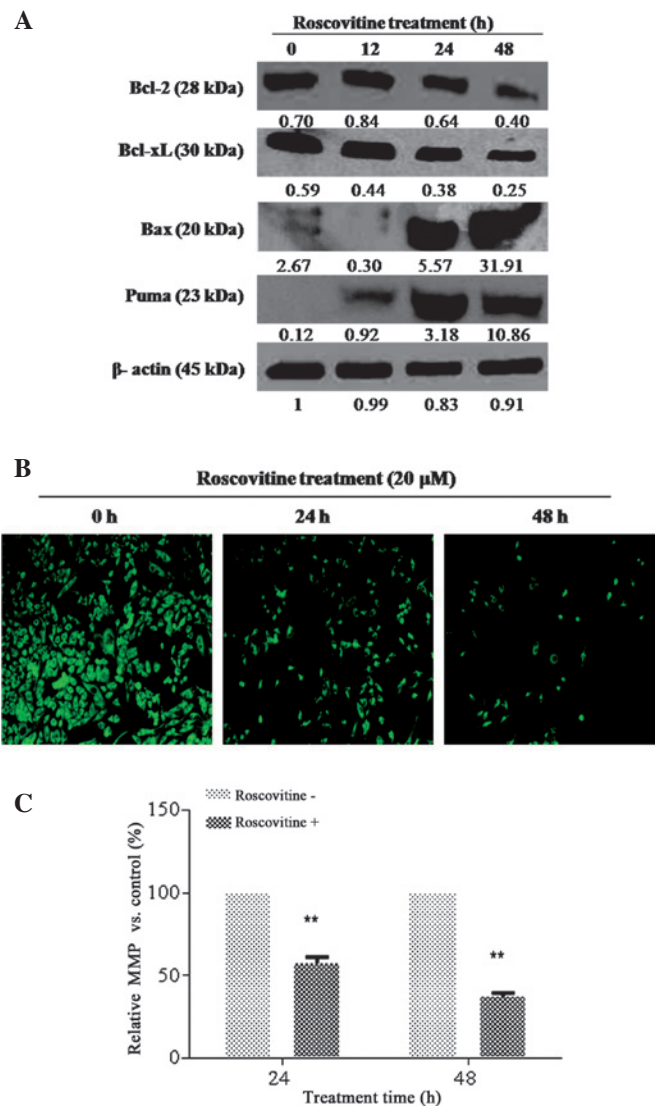 A
Roscovitine treatment (h)
0 12 24 48
Bcl-2 (28 kDa)
0.70 0.84 0.64 0.40
Bcl-xL (30 kDa)
0.59 0.44 0.38 0.25
Bax (20 kDa)
2.67 0.30 5.57 31.91
Puma (23 kDa)
0.12 0.92 3.18 10.86
β- actin (45 kDa)
1 0.99 0.83 0.91
B
Roscovitine treatment (20 μM)
0 h 24 h 48 h
C
Roscovitine -
Roscovitine +
Relative MMP vs. control (%)
150
100
50
0
** **
24 48
Treatment time (h)